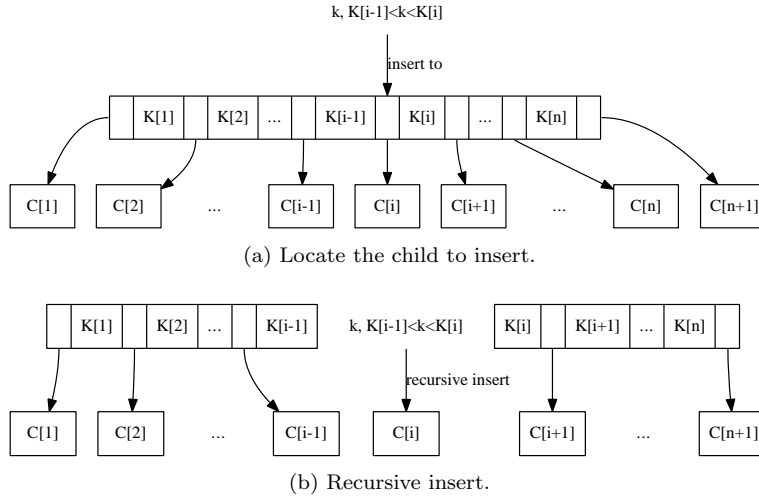 k, K[i-1]<k<K[i]
insert to
K[1] K[2] ... K[i-1] K[i] ... K[n]
C[1] C[2] ... C[i-1] C[i] C[i+1] ... C[n] C[n+1]
(a) Locate the child to insert.
K[1] K[2] ... K[i-1] k, K[i-1]<k<K[i] K[i] K[i+1] ... K[n]
recursive insert
C[1] C[2] ... C[i-1] C[i] C[i+1] ... C[n+1]
(b) Recursive insert.